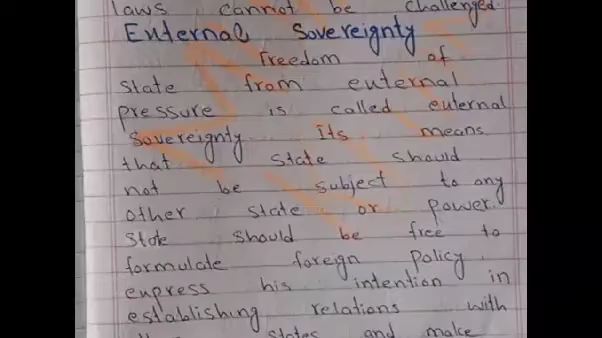 laws cannot be challenged.
External Sovereignty
Freedom of
state from external
pressure is called external
sovereignty its means
that state should
not be subject to any
other state or power.
State should be free to
formulate foreign policy.
express his intention in
establishing relations with
states and make